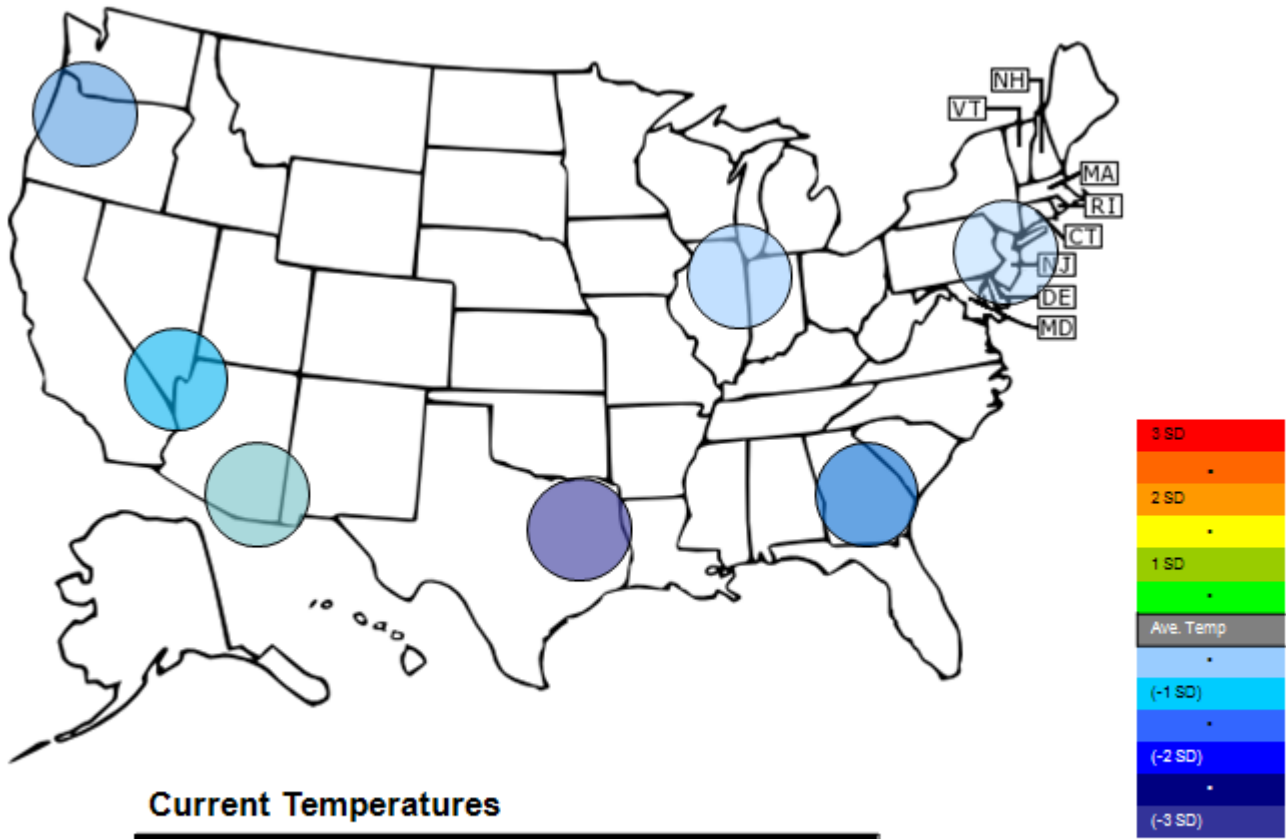 NH
VT
MA
RI
CT
NJ
DE
MD
3 SD
2 SD
1 SD
Ave. Temp
(-1 SD)
(-2 SD)
(-3 SD)
Current Temperatures